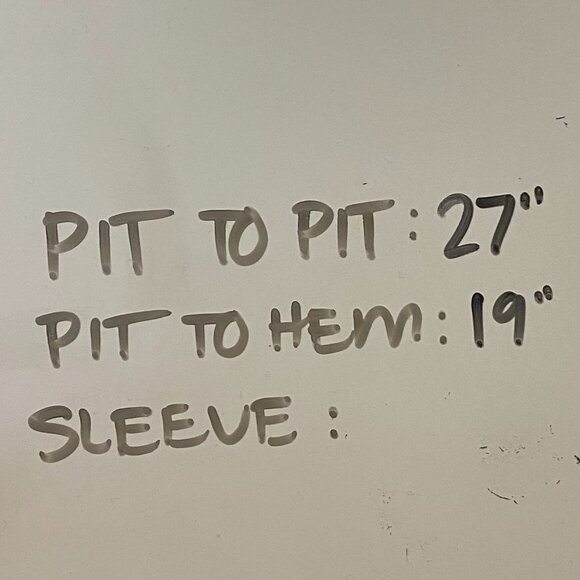 PIT TO PIT: 27"
PIT TO HEM: 19"
SLEEVE: